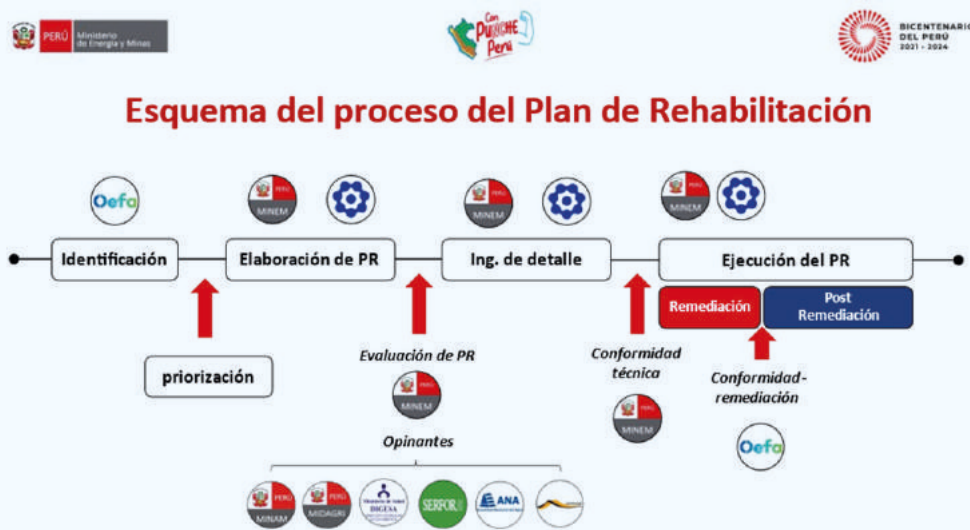 PERÚ
Ministerio
de Energía y Minas
Con
PUNCHE
Perú
BICENTENARIO
DEL PERÚ
2021 - 2024
Esquema del proceso del Plan de Rehabilitación
Oefa
PERÚ
MINEM
PERÚ
MINEM
PERÚ
MINEM
Identificación
Elaboración de PR
Ing. de detalle
Ejecución del PR
Remediación
Post
Remediación
priorización
Evaluación de PR
PERÚ
MINEM
Conformidad
técnica
PERÚ
MINEM
Conformidad-
remediación
Oefa
Opinantes
PERÚ
MINAM
PERÚ
MIDAGRI
Ministerio de Salud
DIGESA
SERFOR
ANA